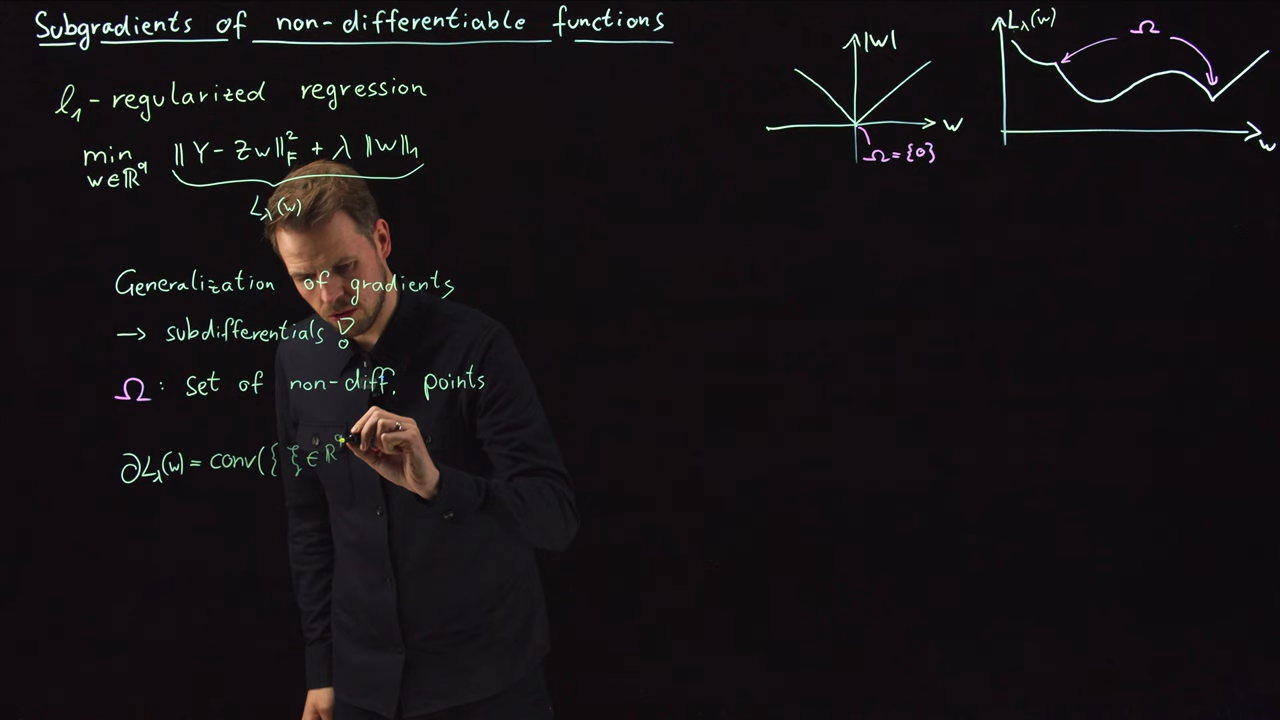 Subgradients of non-differentiable functions
l₁-regularized regression
min ‖Y - Zw‖²_F + λ ‖w‖₁
w∈ℝ^q
L_λ(w)
Generalization of gradients
→ subdifferentials !
Ω: set of non-diff. points
∂L_λ(w) = conv({ ξ ∈ ℝ^q
|w|
w
Ω = {0}
L_λ(w)
Ω
w